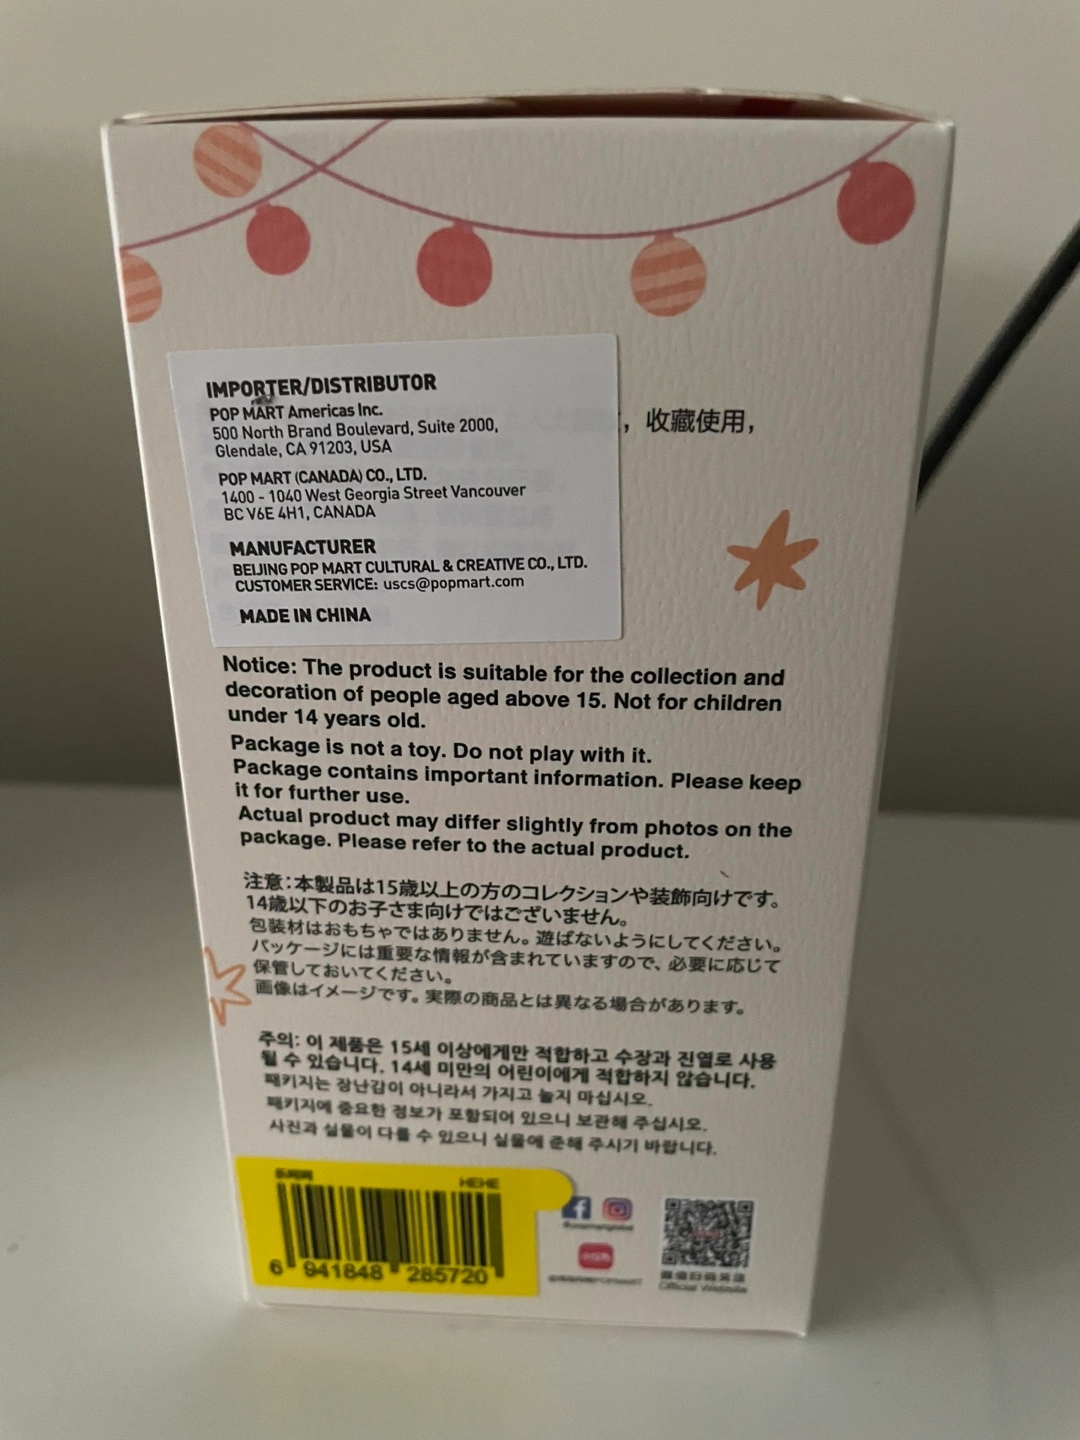 IMPORTER/DISTRIBUTOR
POP MART Americas Inc.
500 North Brand Boulevard, Suite 2000,
Glendale, CA 91203, USA
POP MART (CANADA) CO., LTD.
1400 - 1040 West Georgia Street Vancouver
BC V6E 4H1, CANADA
MANUFACTURER
BEIJING POP MART CULTURAL & CREATIVE CO., LTD.
CUSTOMER SERVICE: uscs@popmart.com
MADE IN CHINA
，收藏使用，
Notice: The product is suitable for the collection and
decoration of people aged above 15. Not for children
under 14 years old.
Package is not a toy. Do not play with it.
Package contains important information. Please keep
it for further use.
Actual product may differ slightly from photos on the
package. Please refer to the actual product.
注意：本製品は15歳以上の方のコレクションや装飾向けです。
14歳以下のお子さま向けではございません。
包装材はおもちゃではありません。遊ばないようにしてください。
パッケージには重要な情報が含まれていますので、必要に応じて
保管しておいてください。
画像はイメージです。実際の商品とは異なる場合があります。
주의: 이 제품은 15세 이상에게만 적합하고 수장과 진열로 사용
될 수 있습니다. 14세 미만의 어린이에게 적합하지 않습니다.
패키지는 장난감이 아니라서 가지고 놀지 마십시오.
패키지에 중요한 정보가 포함되어 있으니 보관해 주십시오.
사진과 실물이 다를 수 있으니 실물에 준해 주시기 바랍니다.
HEHE
6 941848 285720
Official Website